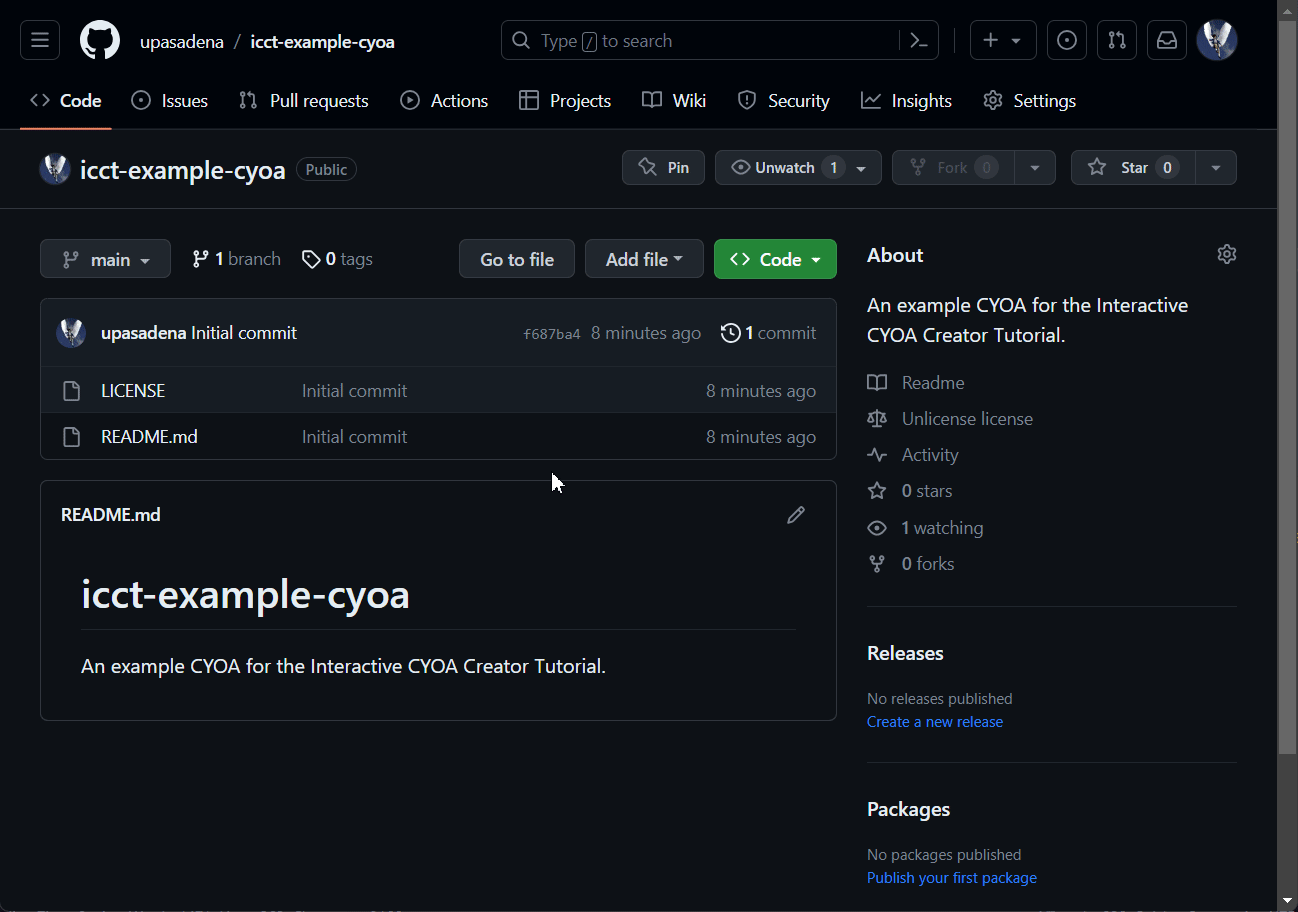 upasadena / icct-example-cyoa Type / to search
Code Issues Pull requests Actions Projects Wiki Security Insights Settings
icct-example-cyoa Public Pin Unwatch 1 Fork 0 Star 0
main 1 branch 0 tags Go to file Add file Code
upasadena Initial commit f687ba4 8 minutes ago 1 commit
LICENSE Initial commit 8 minutes ago
README.md Initial commit 8 minutes ago
README.md
icct-example-cyoa
An example CYOA for the Interactive CYOA Creator Tutorial.
About
An example CYOA for the Interactive
CYOA Creator Tutorial.
Readme
Unlicense license
Activity
0 stars
1 watching
0 forks
Releases
No releases published
Create a new release
Packages
No packages published
Publish your first package